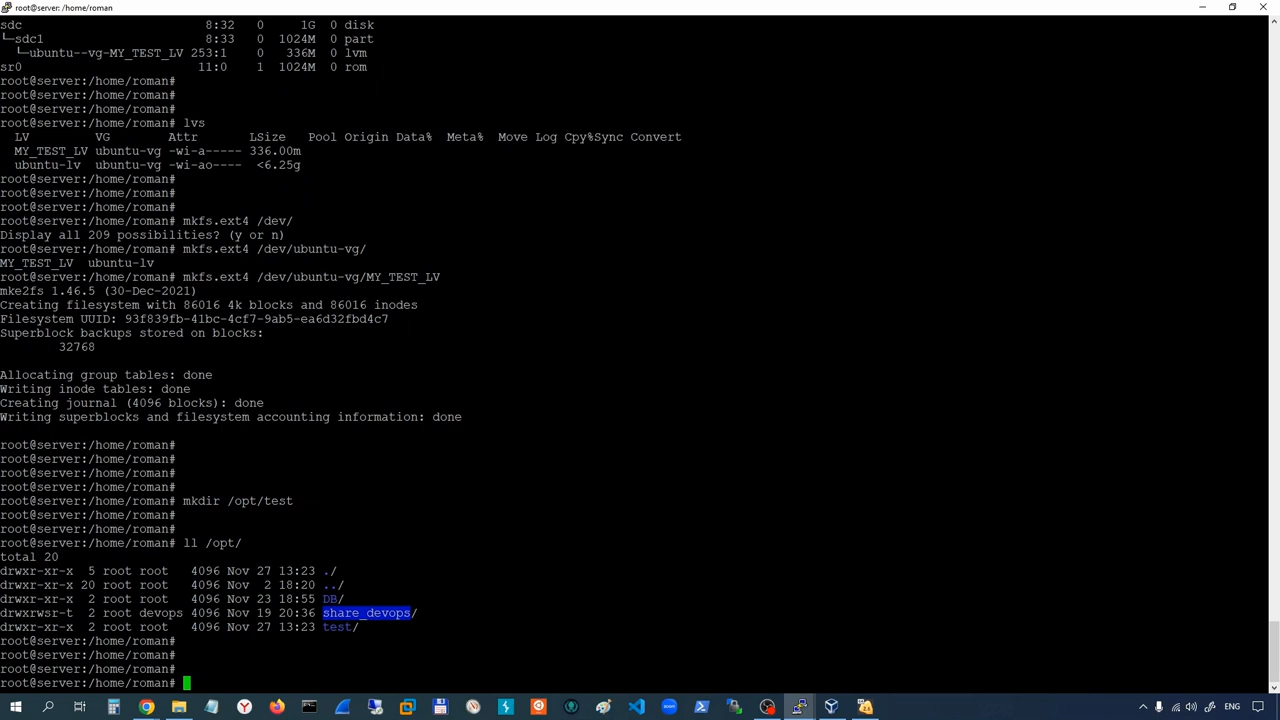 root@server: /home/roman
sdc                         8:32   0    1G  0 disk
└─sdc1                      8:33   0 1024M  0 part
  └─ubuntu--vg-MY_TEST_LV 253:1    0  336M  0 lvm
sr0                        11:0    1 1024M  0 rom
root@server:/home/roman#
root@server:/home/roman#
root@server:/home/roman#
root@server:/home/roman# lvs
  LV         VG        Attr       LSize   Pool Origin Data%  Meta%  Move Log Cpy%Sync Convert
  MY_TEST_LV ubuntu-vg -wi-a----- 336.00m
  ubuntu-lv  ubuntu-vg -wi-ao----  <6.25g
root@server:/home/roman#
root@server:/home/roman#
root@server:/home/roman#
root@server:/home/roman# mkfs.ext4 /dev/
Display all 209 possibilities? (y or n)
root@server:/home/roman# mkfs.ext4 /dev/ubuntu-vg/
MY_TEST_LV  ubuntu-lv
root@server:/home/roman# mkfs.ext4 /dev/ubuntu-vg/MY_TEST_LV
mke2fs 1.46.5 (30-Dec-2021)
Creating filesystem with 86016 4k blocks and 86016 inodes
Filesystem UUID: 93f839fb-41bc-4cf7-9ab5-ea6d32fbd4c7
Superblock backups stored on blocks:
        32768
Allocating group tables: done
Writing inode tables: done
Creating journal (4096 blocks): done
Writing superblocks and filesystem accounting information: done
root@server:/home/roman#
root@server:/home/roman#
root@server:/home/roman#
root@server:/home/roman#
root@server:/home/roman# mkdir /opt/test
root@server:/home/roman#
root@server:/home/roman#
root@server:/home/roman# ll /opt/
total 20
drwxr-xr-x  5 root root   4096 Nov 27 13:23 ./
drwxr-xr-x 20 root root   4096 Nov  2 18:20 ../
drwxr-xr-x  2 root root   4096 Nov 23 18:55 DB/
drwxrwsr-t  2 root devops 4096 Nov 19 20:36 share_devops/
drwxr-xr-x  2 root root   4096 Nov 27 13:23 test/
root@server:/home/roman#
root@server:/home/roman#
root@server:/home/roman#
root@server:/home/roman#
ENG